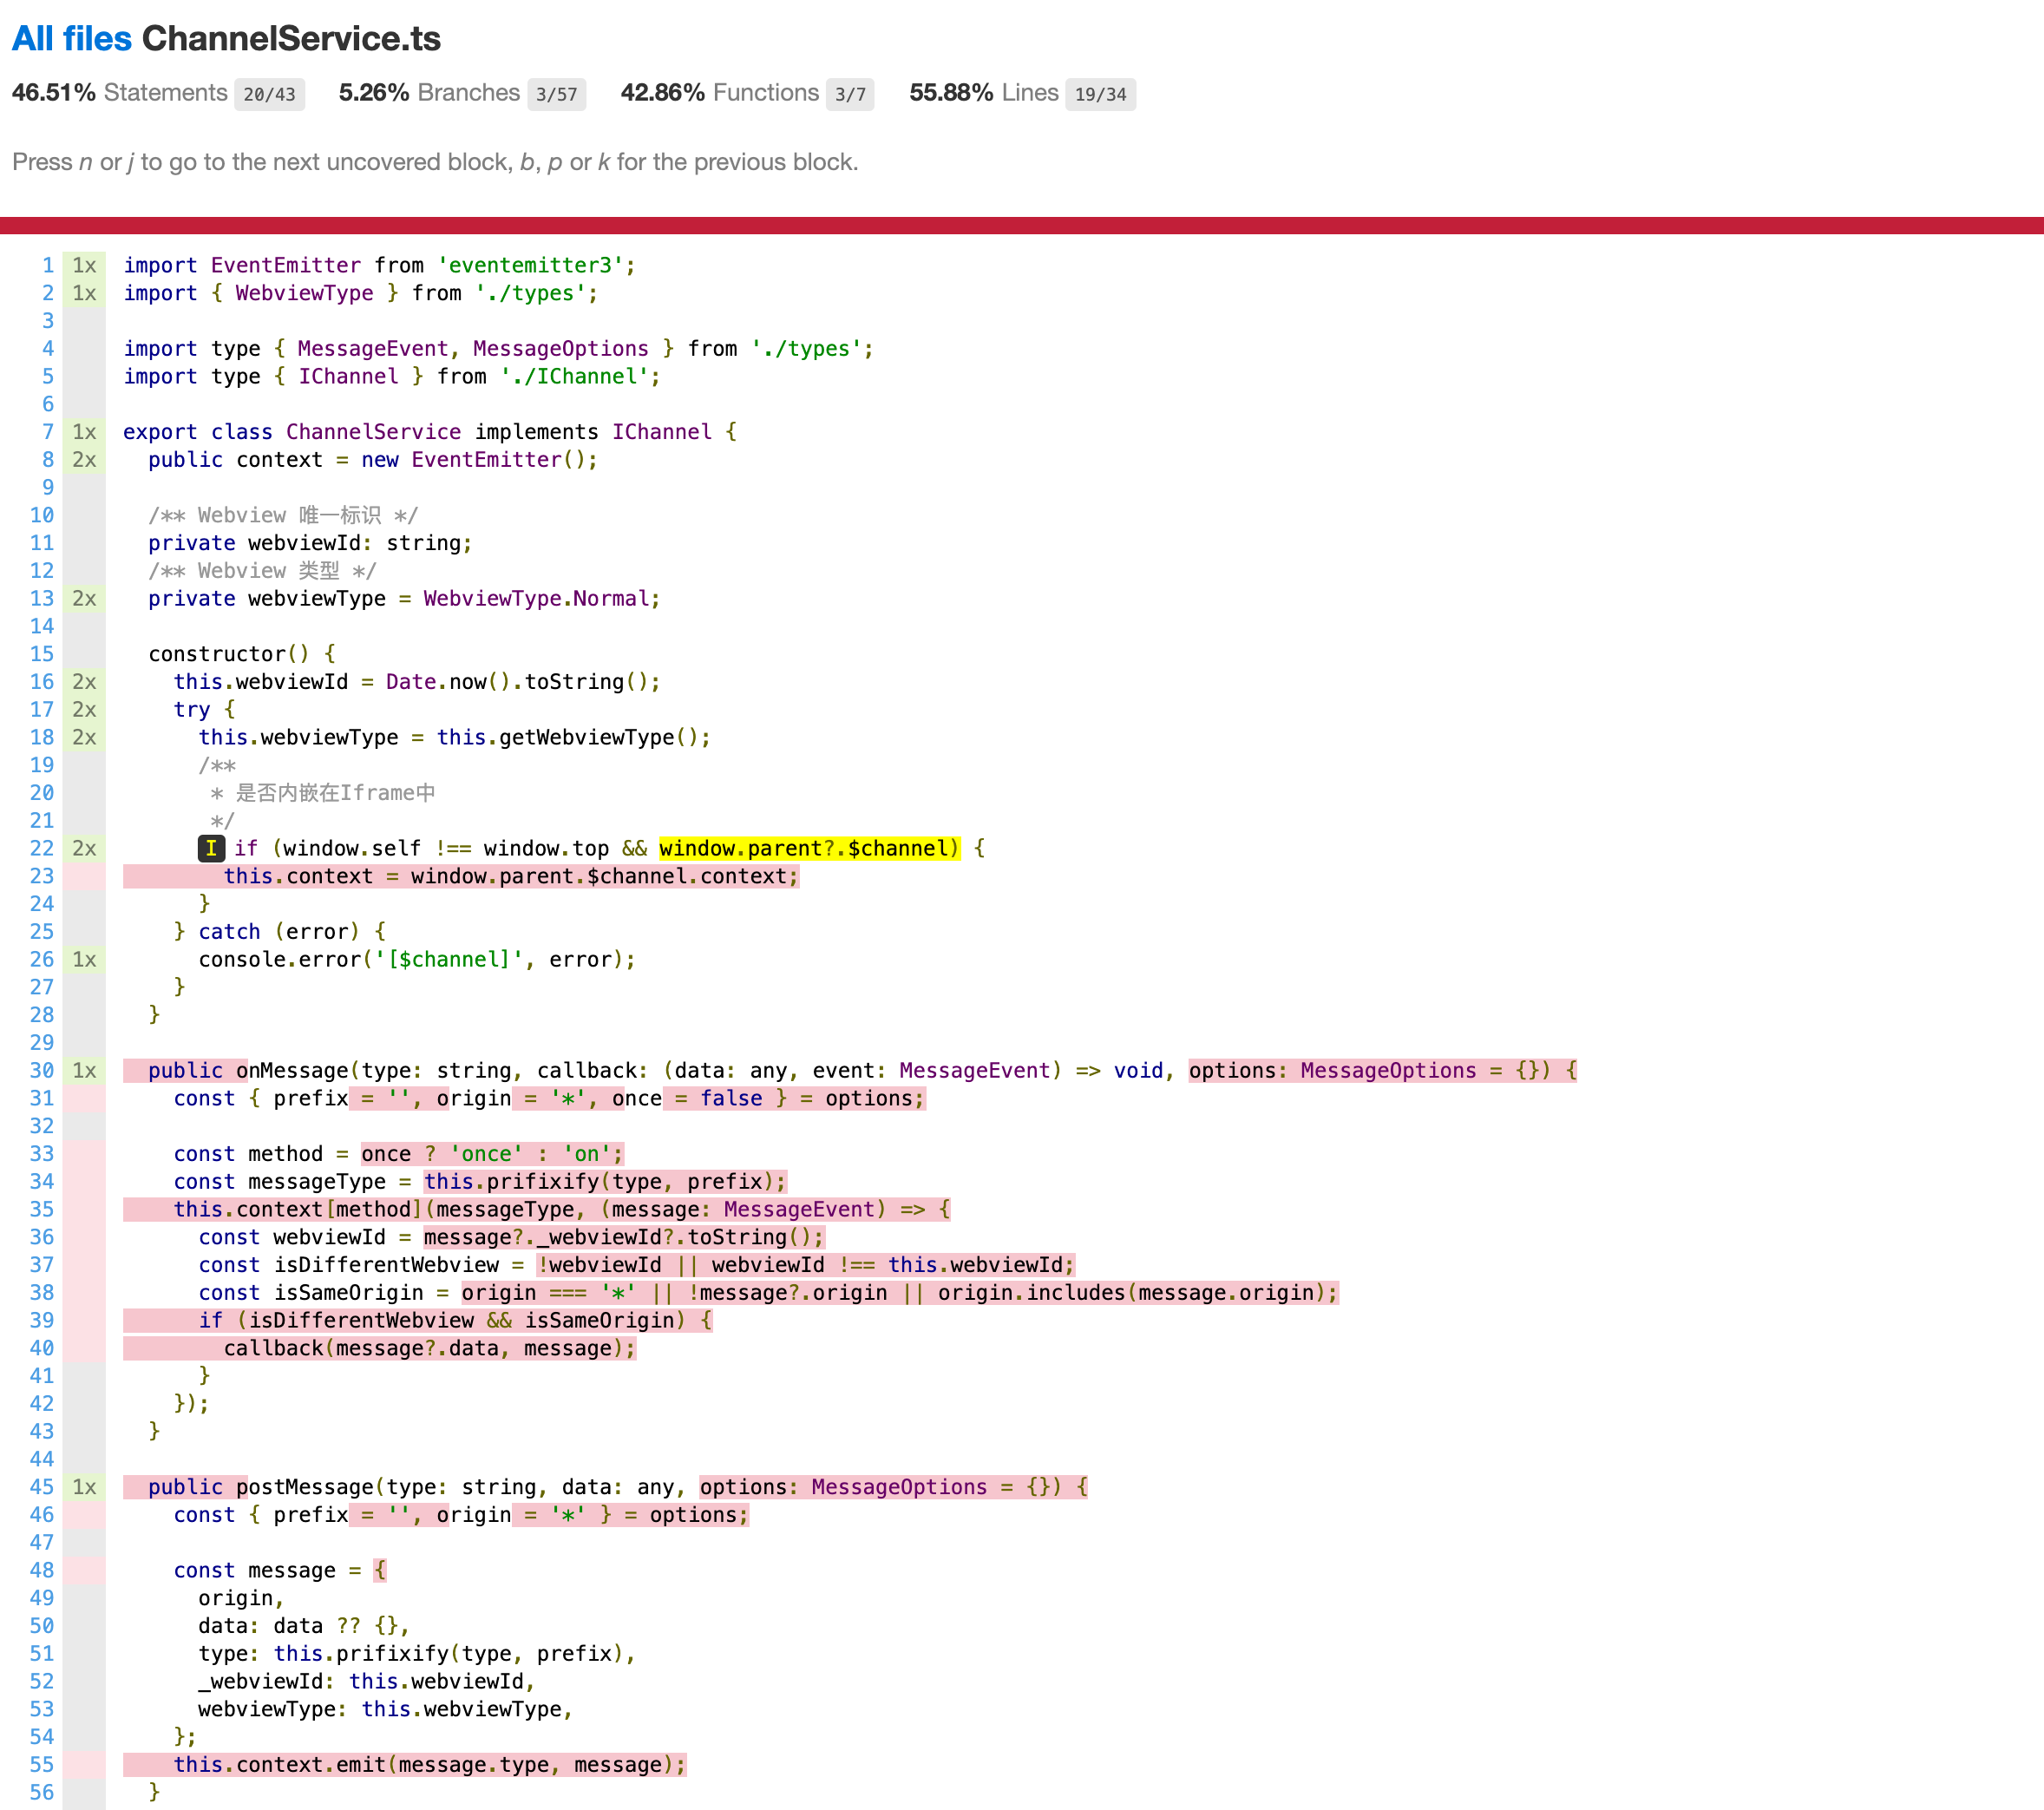 All files ChannelService.ts
46.51% Statements 20/43 5.26% Branches 3/57 42.86% Functions 3/7 55.88% Lines 19/34
Press n or j to go to the next uncovered block, b, p or k for the previous block.
1 1x import EventEmitter from 'eventemitter3';
2 1x import { WebviewType } from './types';
3
4 import type { MessageEvent, MessageOptions } from './types';
5 import type { IChannel } from './IChannel';
6
7 1x export class ChannelService implements IChannel {
8 2x public context = new EventEmitter();
9
10 /** Webview 唯一标识 */
11 private webviewId: string;
12 /** Webview 类型 */
13 2x private webviewType = WebviewType.Normal;
14
15 constructor() {
16 2x this.webviewId = Date.now().toString();
17 2x try {
18 2x this.webviewType = this.getWebviewType();
19 /**
20 * 是否内嵌在Iframe中
21 */
22 2x I if (window.self !== window.top && window.parent?.$channel) {
23 this.context = window.parent.$channel.context;
24 }
25 } catch (error) {
26 1x console.error('[$channel]', error);
27 }
28 }
29
30 1x public onMessage(type: string, callback: (data: any, event: MessageEvent) => void, options: MessageOptions = {}) {
31 const { prefix = '', origin = '*', once = false } = options;
32
33 const method = once ? 'once' : 'on';
34 const messageType = this.prifixify(type, prefix);
35 this.context[method](messageType, (message: MessageEvent) => {
36 const webviewId = message?._webviewId?.toString();
37 const isDifferentWebview = !webviewId || webviewId !== this.webviewId;
38 const isSameOrigin = origin === '*' || !message?.origin || origin.includes(message.origin);
39 if (isDifferentWebview && isSameOrigin) {
40 callback(message?.data, message);
41 }
42 });
43 }
44
45 1x public postMessage(type: string, data: any, options: MessageOptions = {}) {
46 const { prefix = '', origin = '*' } = options;
47
48 const message = {
49 origin,
50 data: data ?? {},
51 type: this.prifixify(type, prefix),
52 _webviewId: this.webviewId,
53 webviewType: this.webviewType,
54 };
55 this.context.emit(message.type, message);
56 }